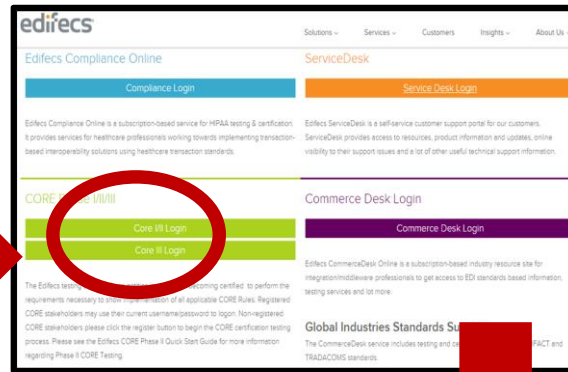 edifecs
Solutions Services Customers Insights About Us
Edifecs Compliance Online
Compliance Login
Edifecs Compliance Online is a subscription-based service for HIPAA testing & certification.
It provides services for healthcare professionals working towards implementing transaction-
based interoperability solutions using healthcare transaction standards.
ServiceDesk
Service Desk Login
Edifecs ServiceDesk is a self-service customer support portal for our customers.
ServiceDesk provides access to resources, product information and updates, online
visibility to their support issues and a lot of other useful technical support information.
CORE I/II/III
Core I/II Login
Core III Login
The Edifecs testing becoming certified to perform the
requirements necessary to show implementation of all applicable CORE Rules. Registered
CORE stakeholders may use their current username/password to logon. Non-registered
CORE stakeholders please click the register button to begin the CORE certification testing
process. Please see the Edifecs CORE Phase II Quick Start Guide for more information
regarding Phase II CORE Testing.
Commerce Desk Login
Commerce Desk Login
Edifecs CommerceDesk Online is a subscription-based industry resource site for
integration/middleware professionals to get access to EDI standards based information,
testing services and lot more.
Global Industries Standards
The CommerceDesk service includes testing and FACT and
TRADACOMS standards.